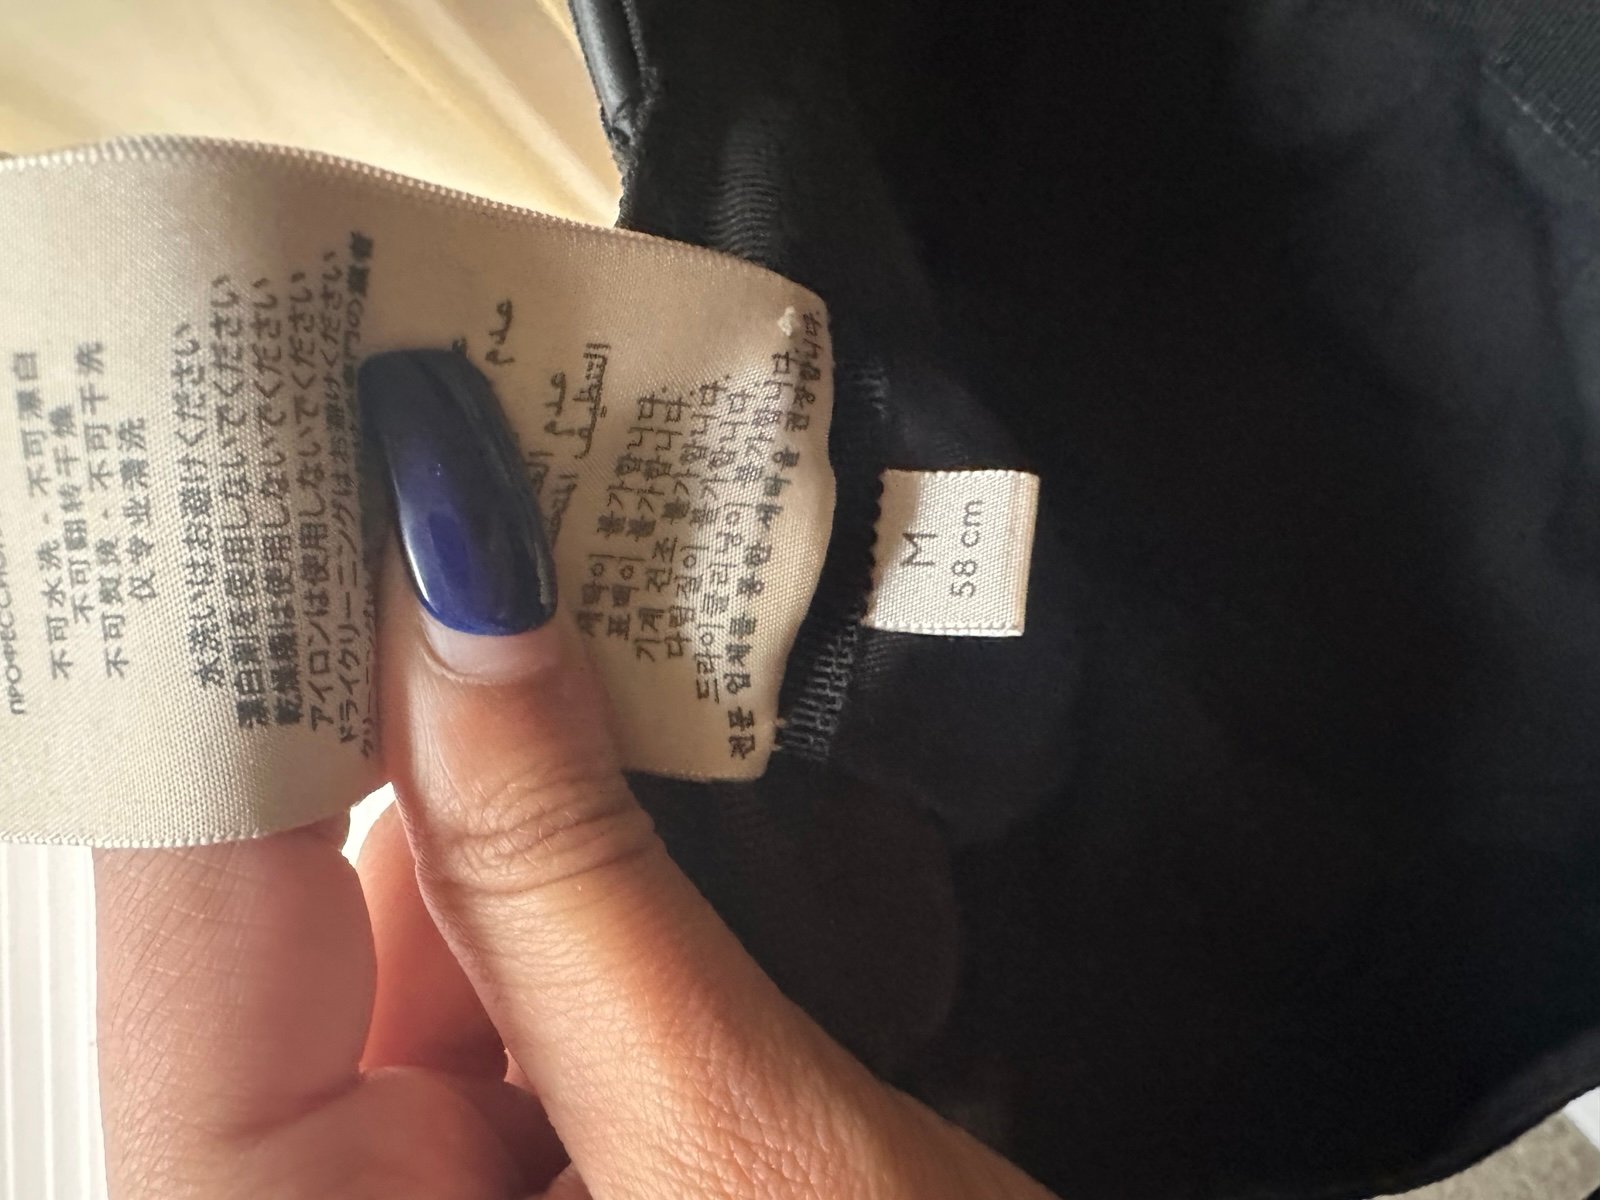 ПРОФЕССИОН
不可水洗 - 不可漂白
不可翻转干燥
不可熨烫 - 不可干洗
仅专业清洗
水洗いはお避けください
漂白剤を使用しないでください
乾燥機は使用しないでください
アイロンは使用しないでください
ドライクリーニングはお避けください
عدم
م
عدم
التنظيف
세탁이 불가합니다.
표백이 불가합니다.
기계 건조 불가합니다.
다림질이 불가합니다.
드라이클리닝이 불가합니다.
전문 업체를 통한 세탁을 권장합니다.
M
58 cm